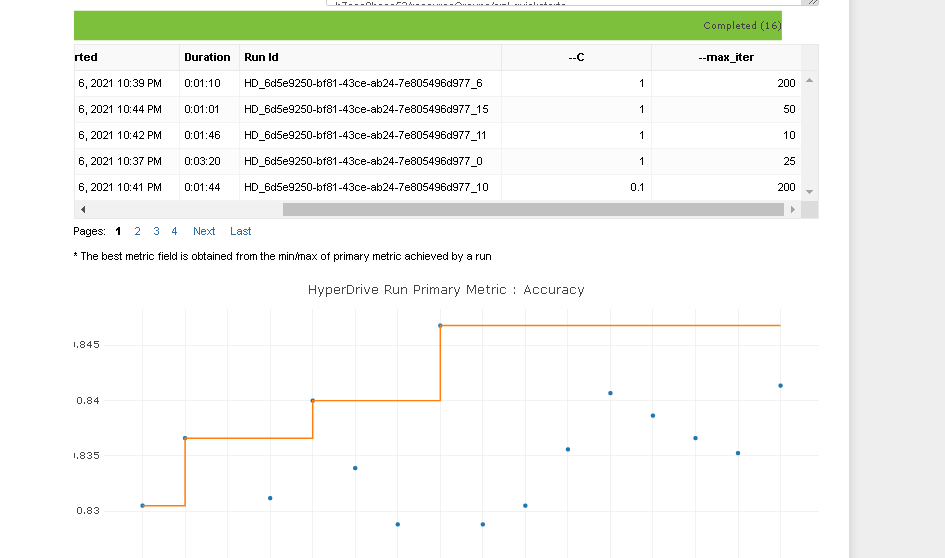 Completed (16)
rted Duration Run Id --C --max_iter
6, 2021 10:39 PM 0:01:10 HD_6d5e9250-bf81-43ce-ab24-7e805496d977_6 1 200
6, 2021 10:44 PM 0:01:01 HD_6d5e9250-bf81-43ce-ab24-7e805496d977_15 1 50
6, 2021 10:42 PM 0:01:46 HD_6d5e9250-bf81-43ce-ab24-7e805496d977_11 1 10
6, 2021 10:37 PM 0:03:20 HD_6d5e9250-bf81-43ce-ab24-7e805496d977_0 1 25
6, 2021 10:41 PM 0:01:44 HD_6d5e9250-bf81-43ce-ab24-7e805496d977_10 0.1 200
Pages: 1 2 3 4 Next Last
* The best metric field is obtained from the min/max of primary metric achieved by a run
HyperDrive Run Primary Metric : Accuracy
0.845
0.84
0.835
0.83